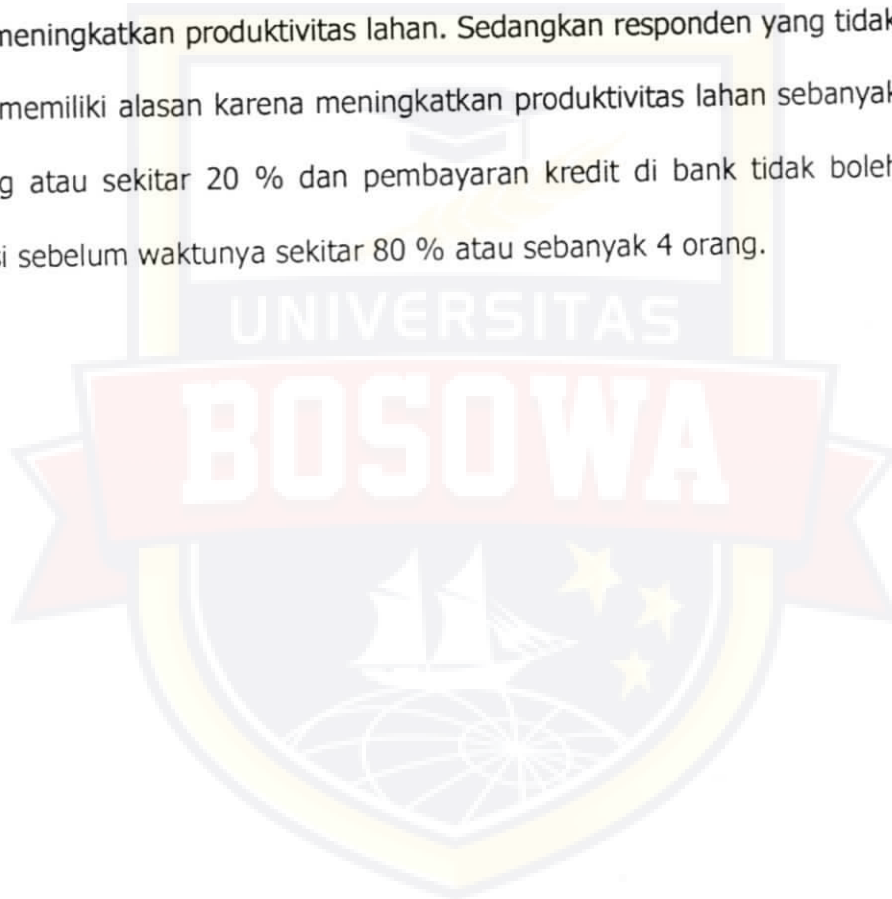 meningkatkan produktivitas lahan. Sedangkan responden yang tidak
memiliki alasan karena meningkatkan produktivitas lahan sebanyak
atau sekitar 20 % dan pembayaran kredit di bank tidak boleh
sebelum waktunya sekitar 80 % atau sebanyak 4 orang.
UNIVERSITAS
BOSOWA